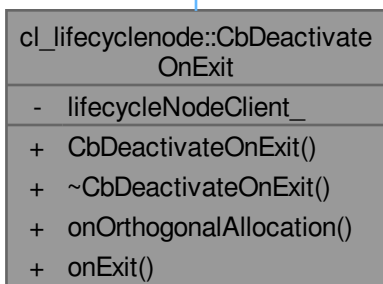 cl_lifecyclenode::CbDeactivate
OnExit
- lifecycleNodeClient_
+ CbDeactivateOnExit()
+ ~CbDeactivateOnExit()
+ onOrthogonalAllocation()
+ onExit()